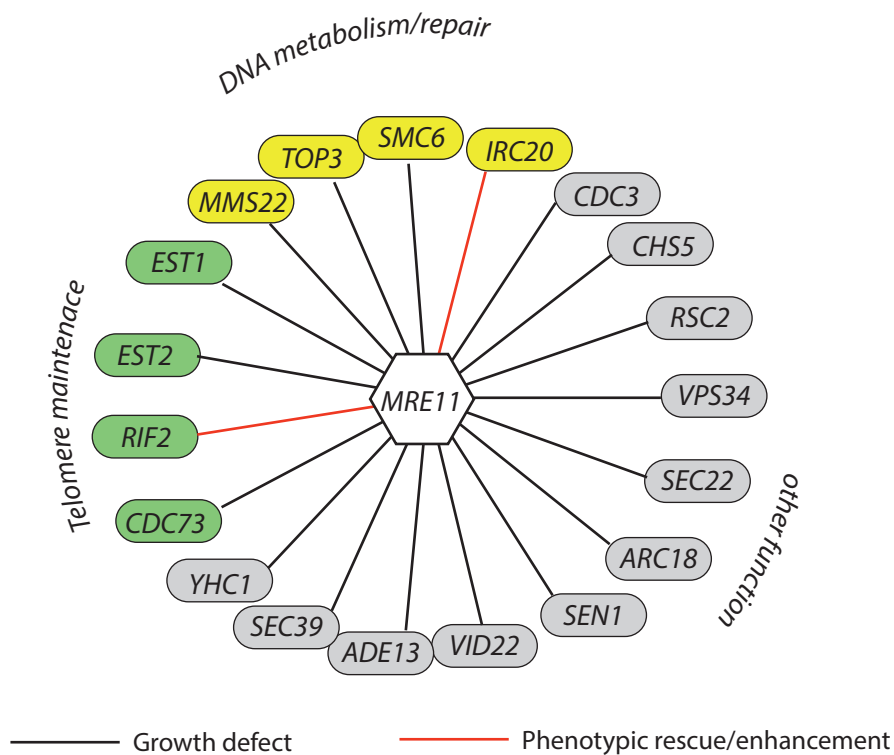 DNA metabolism/repair
SMC6
IRC20
TOP3
CDC3
MMS22
CHS5
EST1
RSC2
EST2
Telomere maintenace
MRE11
VPS34
RIF2
SEC22
other function
CDC73
ARC18
YHC1
SEN1
SEC39
VID22
ADE13
Growth defect
Phenotypic rescue/enhancement